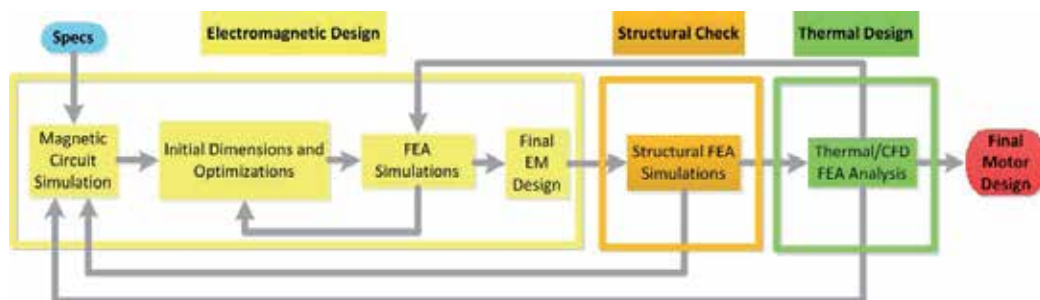 Specs
Electromagnetic Design
Structural Check
Thermal Design
Magnetic
Circuit
Simulation
Initial Dimensions and
Optimizations
FEA
Simulations
Final
EM
Design
Structural FEA
Simulations
Thermal/CFD
FEA Analysis
Final
Motor
Design